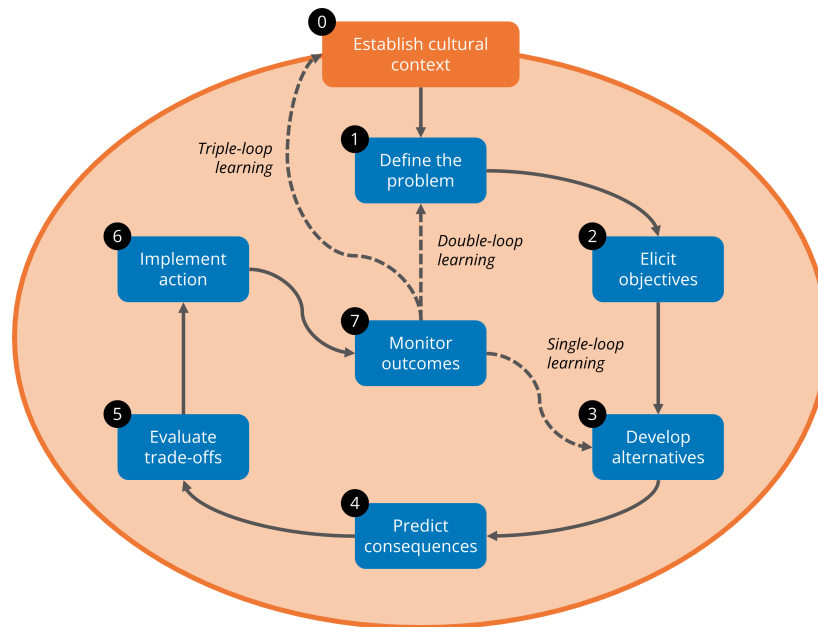 0
Establish cultural
context
1
Define the
problem
Triple-loop
learning
Double-loop
learning
2
Elicit
objectives
6
Implement
action
7
Monitor
outcomes
Single-loop
learning
3
Develop
alternatives
5
Evaluate
trade-offs
4
Predict
consequences